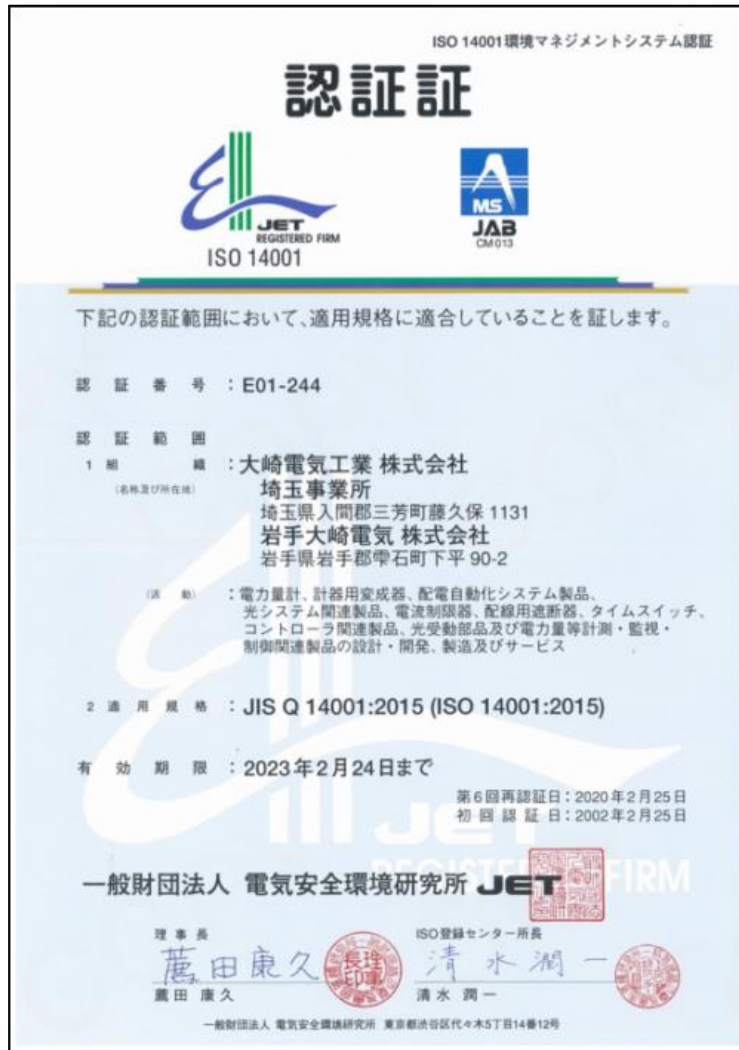 ISO 14001環境マネジメントシステム認証
認証証
JET
REGISTERED FIRM
ISO 14001
MS
JAB
CM013
下記の認証範囲において、適用規格に適合していることを証します。
認証番号：E01-244
認証範囲
1 組織：大崎電気工業 株式会社
（名称及び所在地）
埼玉事業所
埼玉県入間郡三芳町藤久保 1131
岩手大崎電気 株式会社
岩手県岩手郡雫石町下平 90-2
（活動）：電力量計、計器用変成器、配電自動化システム製品、
光システム関連製品、電流制限器、配線用遮断器、タイムスイッチ、
コントローラ関連製品、光受動部品及び電力量等計測・監視・
制御関連製品の設計・開発、製造及びサービス
2 適用規格：JIS Q 14001:2015 (ISO 14001:2015)
有効期限：2023年2月24日まで
第6回再認証日：2020年2月25日
初回認証日：2002年2月25日
JET
REGISTERED FIRM
一般財団法人 電気安全環境研究所 JET
理事長
ISO登録センター所長
薦田康久
清水潤一
薦田 康久
清水 潤一
一般財団法人 電気安全環境研究所 東京都渋谷区代々木5丁目14番12号